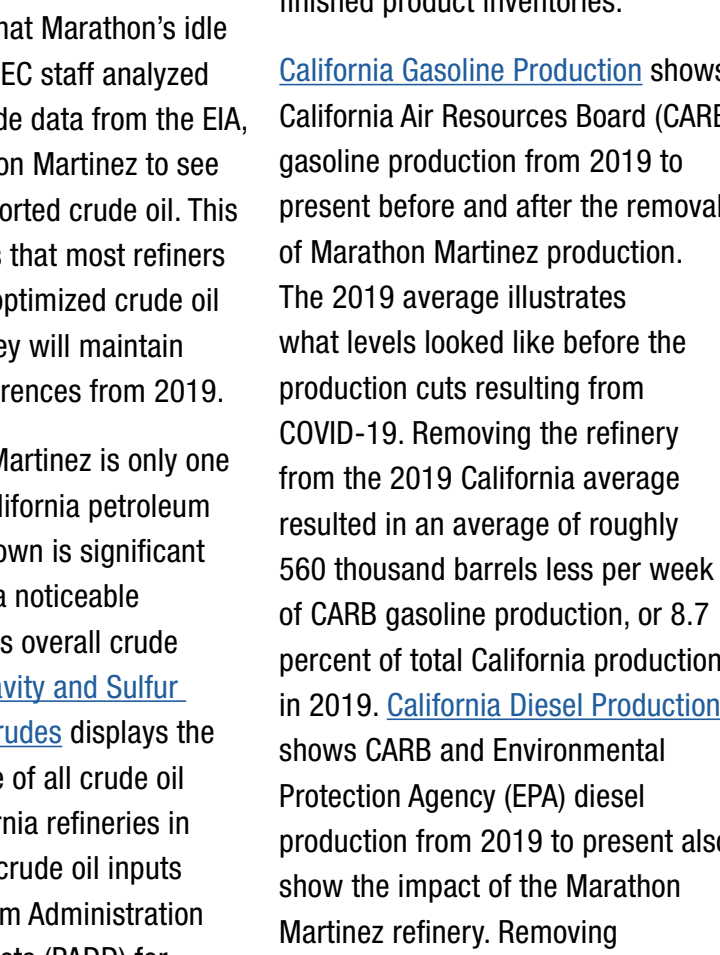 hat Marathon’s idle
EC staff analyzed
de data from the EIA,
on Martinez to see
orted crude oil. This
s that most refiners
optimized crude oil
ey will maintain
rences from 2019.
Martinez is only one
lifornia petroleum
own is significant
a noticeable
s overall crude
avity and Sulfur
rudes displays the
e of all crude oil
rnia refineries in
crude oil inputs
m Administration
cts (PADD) for
finished product inventories.
California Gasoline Production shows
California Air Resources Board (CARB
gasoline production from 2019 to
present before and after the removal
of Marathon Martinez production.
The 2019 average illustrates
what levels looked like before the
production cuts resulting from
COVID-19. Removing the refinery
from the 2019 California average
resulted in an average of roughly
560 thousand barrels less per week
of CARB gasoline production, or 8.7
percent of total California production
in 2019. California Diesel Production
shows CARB and Environmental
Protection Agency (EPA) diesel
production from 2019 to present also
show the impact of the Marathon
Martinez refinery. Removing